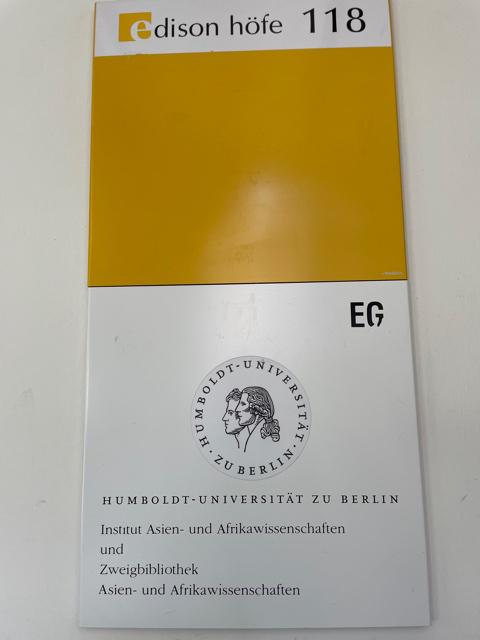 edison höfe 118
EG
HUMBOLDT-UNIVERSITÄT
·ZU BERLIN·
HUMBOLDT-UNIVERSITÄT ZU BERLIN
Institut Asien- und Afrikawissenschaften
und
Zweigbibliothek
Asien- und Afrikawissenschaften